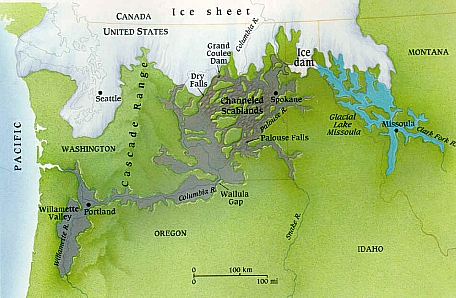 CANADA
Ice sheet
UNITED STATES
Columbia R.
Grand
Coulee
Dam
Ice
dam
MONTANA
Dry
Falls
Seattle
Cascade Range
Channeled
Scablands
Spokane
Glacial
Lake
Missoula
Missoula
Clark Fork R.
Palouse R.
Palouse Falls
PACIFIC
WASHINGTON
Columbia R.
Wallula
Gap
Willamette
Valley
Portland
Willamette R.
OREGON
Snake R.
IDAHO
0 100 km
0 100 mi